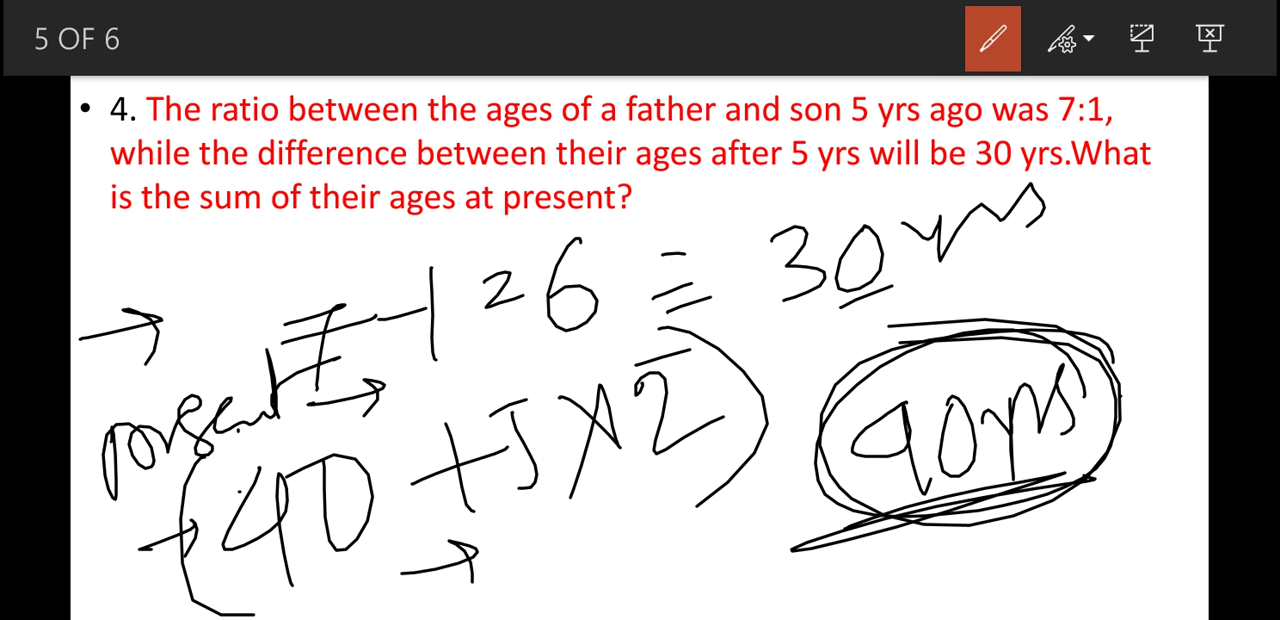 5 OF 6
• 4. The ratio between the ages of a father and son 5 yrs ago was 7:1,
while the difference between their ages after 5 yrs will be 30 yrs.What
is the sum of their ages at present?
→ 7-1 = 6 ≡ 30 yrs
present →
→ (40 + 5 x 2) 40 yrs
→